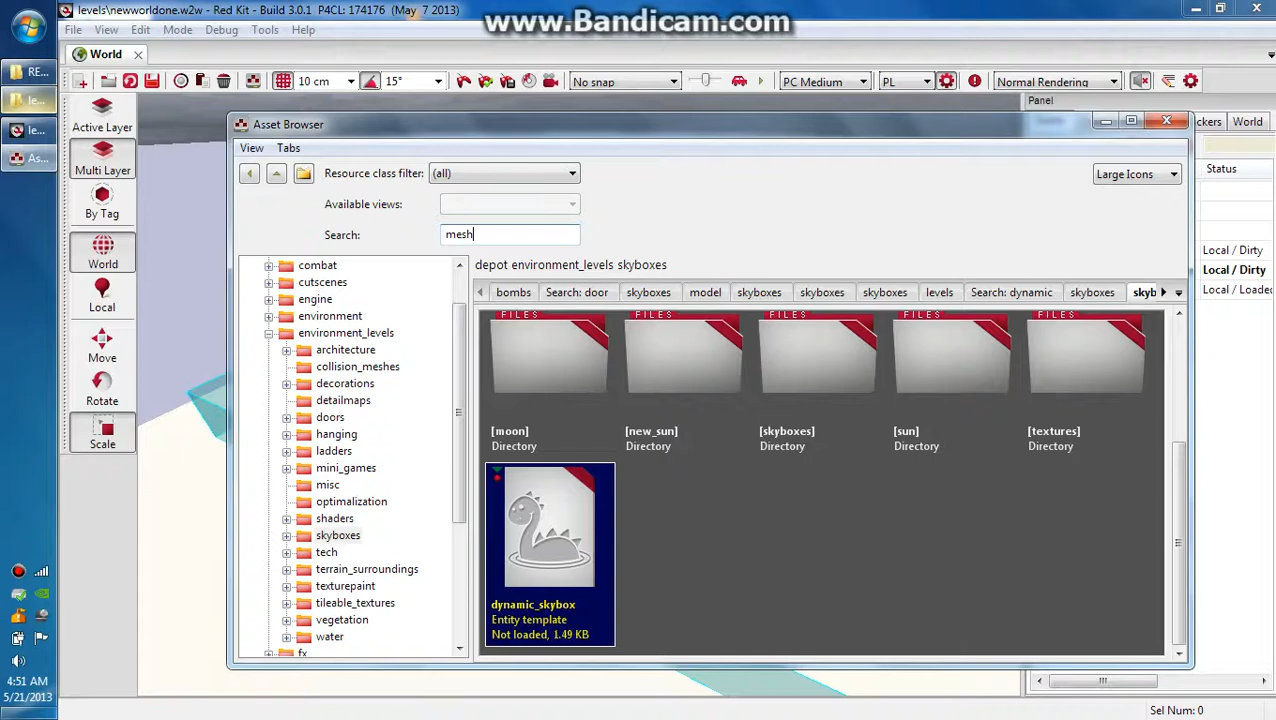 levels\newworldone.w2w - Red Kit - Build 3.0.1 P4CL: 174176 (May 7 2013)
www.Bandicam.com
File View Edit Mode Debug Tools Help
World
10 cm 15° No snap PC Medium PL Normal Rendering
Panel
Active Layer
Multi Layer
By Tag
World
Local
Move
Rotate
Scale
RE...
le...
le...
As...
Asset Browser
View Tabs
Resource class filter: (all) Large Icons
Available views:
Search: mesh
combat
cutscenes
engine
environment
environment_levels
architecture
collision_meshes
decorations
detailmaps
doors
hanging
ladders
mini_games
misc
optimalization
shaders
skyboxes
tech
terrain_surroundings
texturepaint
tileable_textures
vegetation
water
fx
depot environment_levels skyboxes
bombs Search: door skyboxes model skyboxes skyboxes skyboxes levels Search: dynamic skyboxes skyb
FILES FILES FILES FILES FILES
[moon] [new_sun] [skyboxes] [sun] [textures]
Directory Directory Directory Directory Directory
dynamic_skybox
Entity template
Not loaded, 1.49 KB
ckers World
Status
Local / Dirty
Local / Dirty
Local / Loaded
4:51 AM
5/21/2013
Sel Num: 0